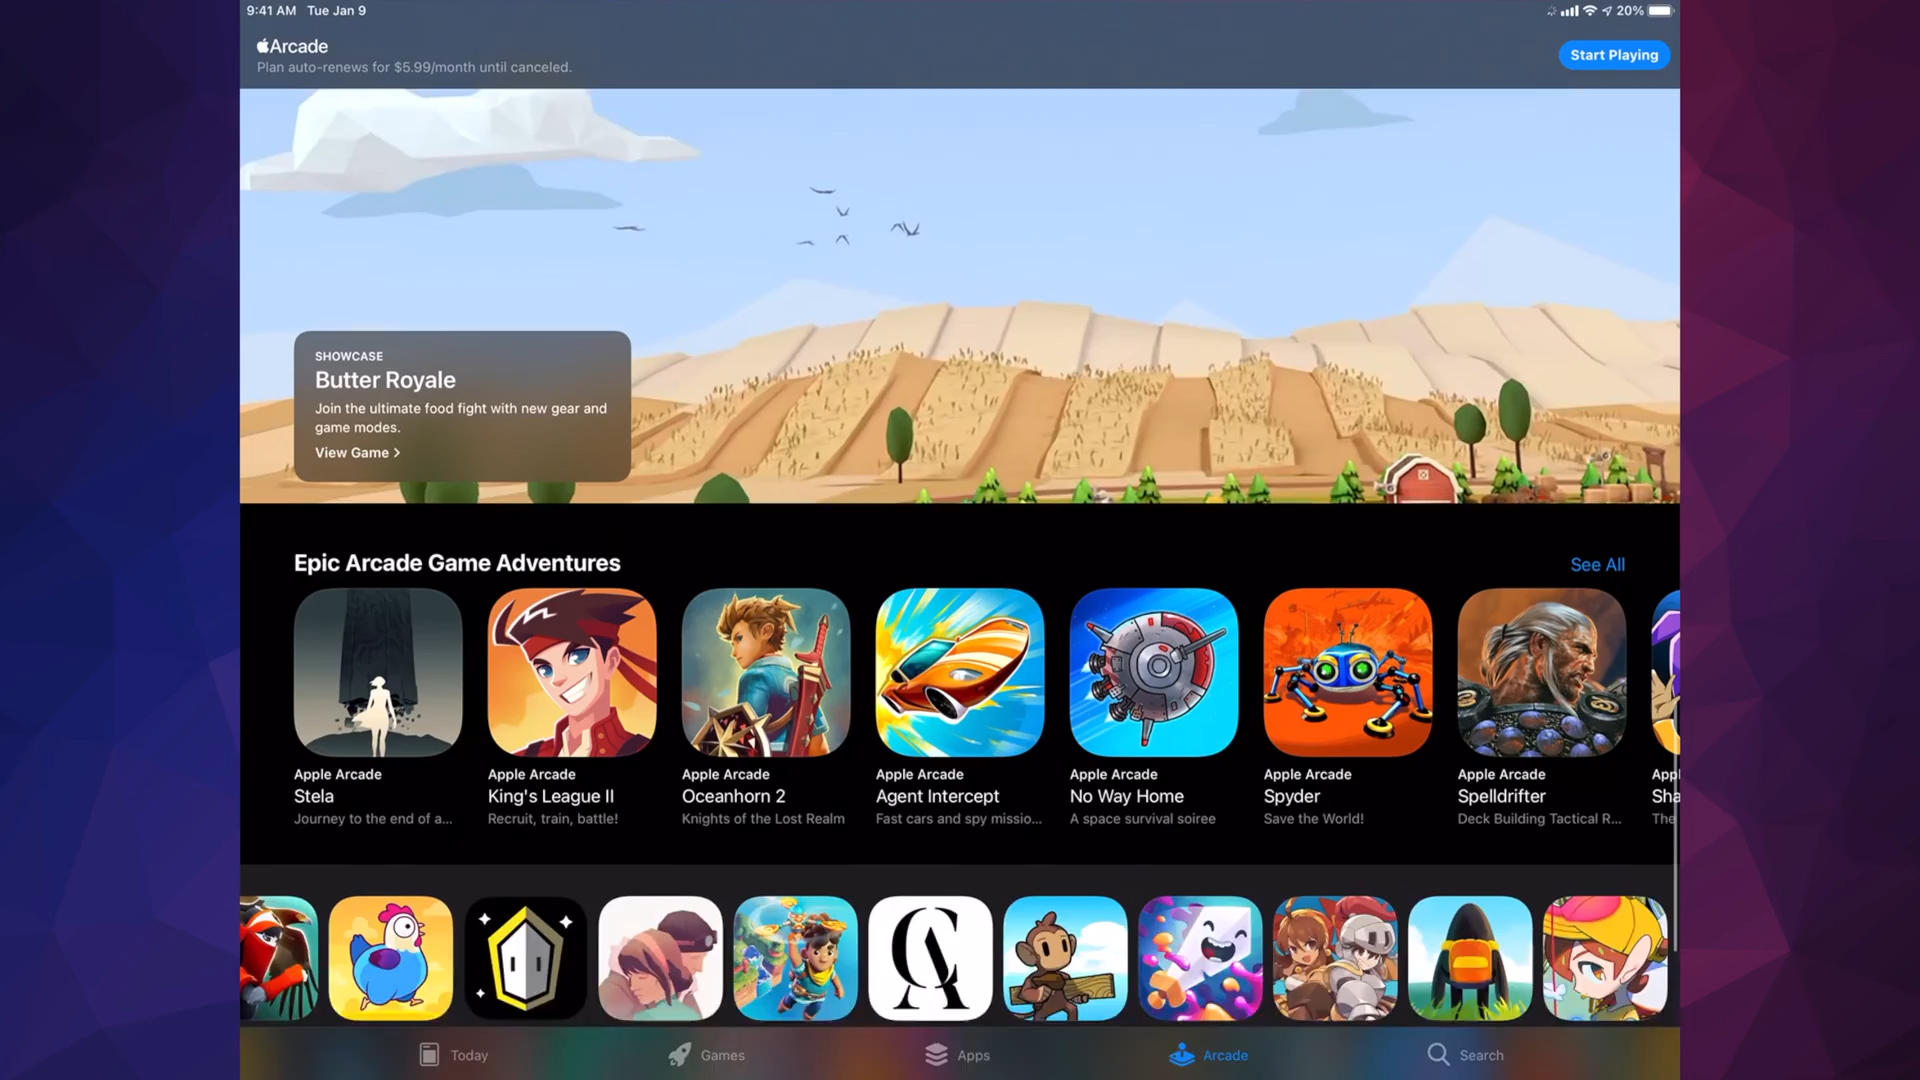 9:41 AM Tue Jan 9
20%
Arcade
Plan auto-renews for $5.99/month until canceled.
Start Playing
SHOWCASE
Butter Royale
Join the ultimate food fight with new gear and
game modes.
View Game >
Epic Arcade Game Adventures
See All
Apple Arcade
Stela
Journey to the end of a...
Apple Arcade
King's League II
Recruit, train, battle!
Apple Arcade
Oceanhorn 2
Knights of the Lost Realm
Apple Arcade
Agent Intercept
Fast cars and spy missio...
Apple Arcade
No Way Home
A space survival soiree
Apple Arcade
Spyder
Save the World!
Apple Arcade
Spelldrifter
Deck Building Tactical R...
Appl
Sha
The
Today
Games
Apps
Arcade
Search